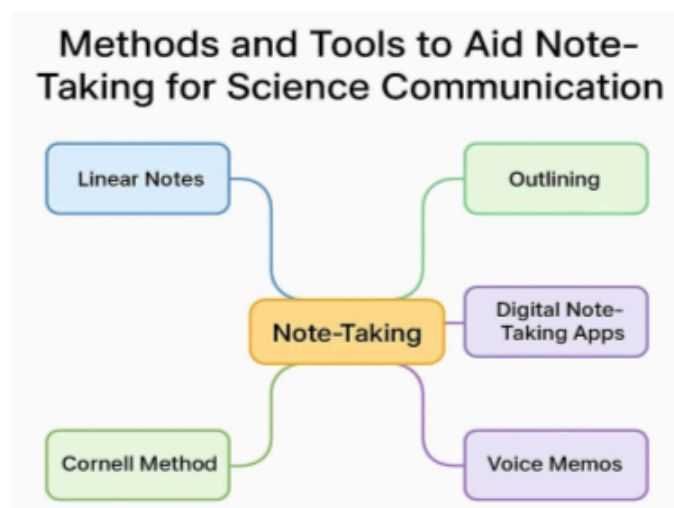 Methods and Tools to Aid Note-
Taking for Science Communication
Linear Notes
Outlining
Note-Taking
Digital Note-
Taking Apps
Cornell Method
Voice Memos